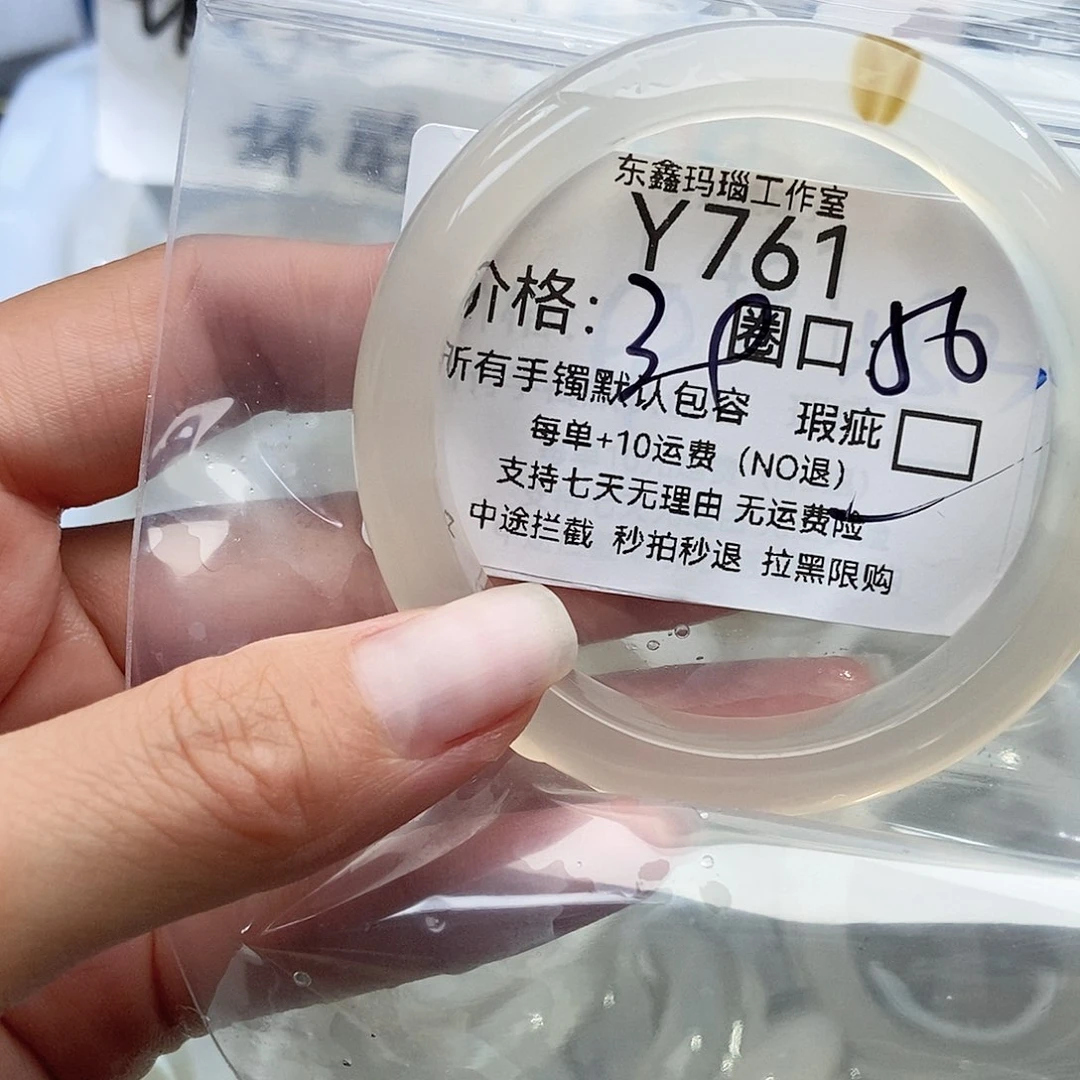 东鑫玛瑙工作室
Y761
价格: 圈口: 56
所有手镯默认包容 瑕疵
每单+10运费 (NO退)
支持七天无理由 无运费险
中途拦截 秒拍秒退 拉黑限购